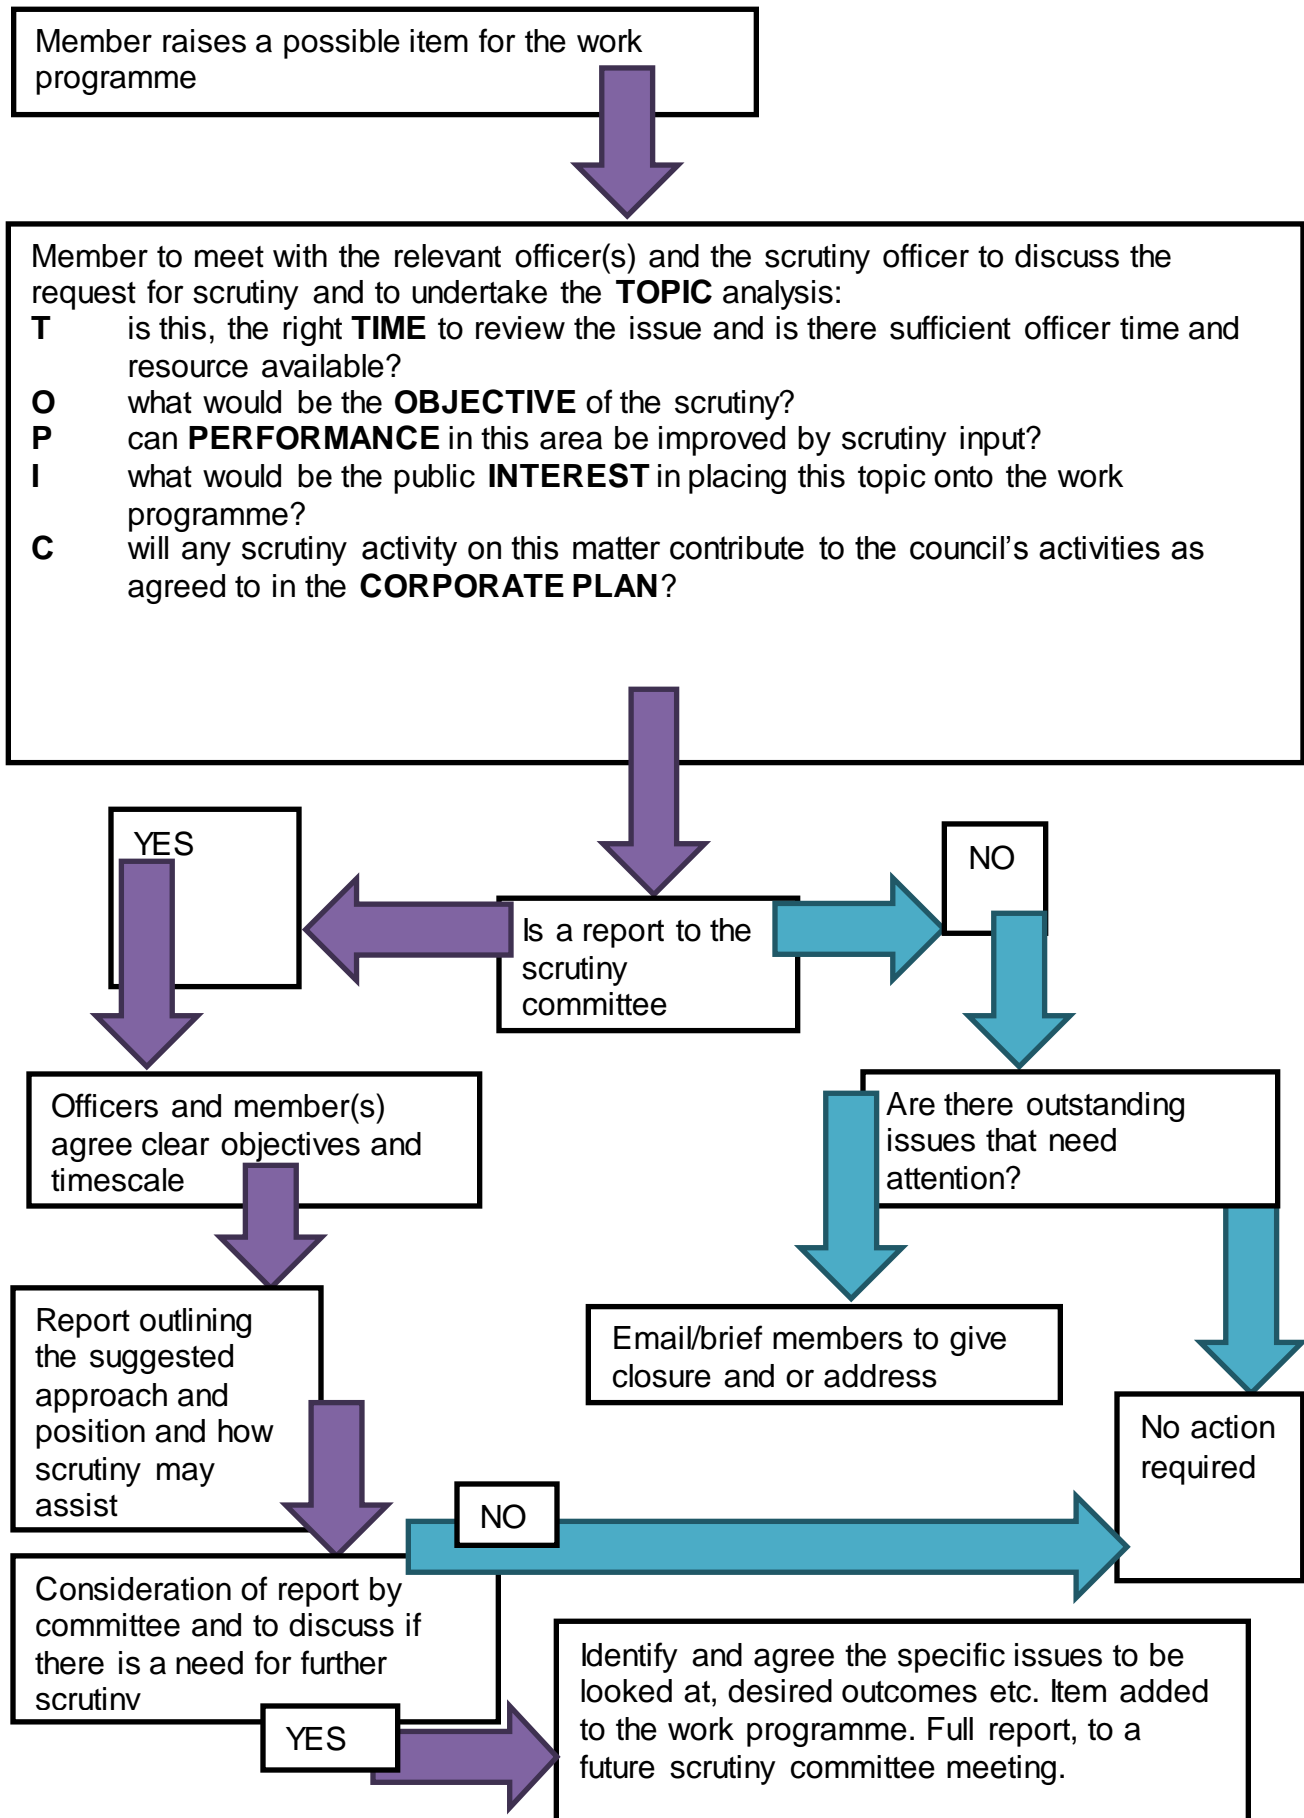 Member raises a possible item for the work
programme
Member to meet with the relevant officer(s) and the scrutiny officer to discuss the
request for scrutiny and to undertake the TOPIC analysis:
T is this, the right TIME to review the issue and is there sufficient officer time and
resource available?
O what would be the OBJECTIVE of the scrutiny?
P can PERFORMANCE in this area be improved by scrutiny input?
I what would be the public INTEREST in placing this topic onto the work
programme?
C will any scrutiny activity on this matter contribute to the council's activities as
agreed to in the CORPORATE PLAN?
YES
NO
Is a report to the
scrutiny
committee
Officers and member(s)
agree clear objectives and
timescale
Are there outstanding
issues that need
attention?
Report outlining
the suggested
approach and
position and how
scrutiny may
assist
Email/brief members to give
closure and or address
No action
required
NO
Consideration of report by
committee and to discuss if
there is a need for further
scrutiny
YES
Identify and agree the specific issues to be
looked at, desired outcomes etc. Item added
to the work programme. Full report, to a
future scrutiny committee meeting.